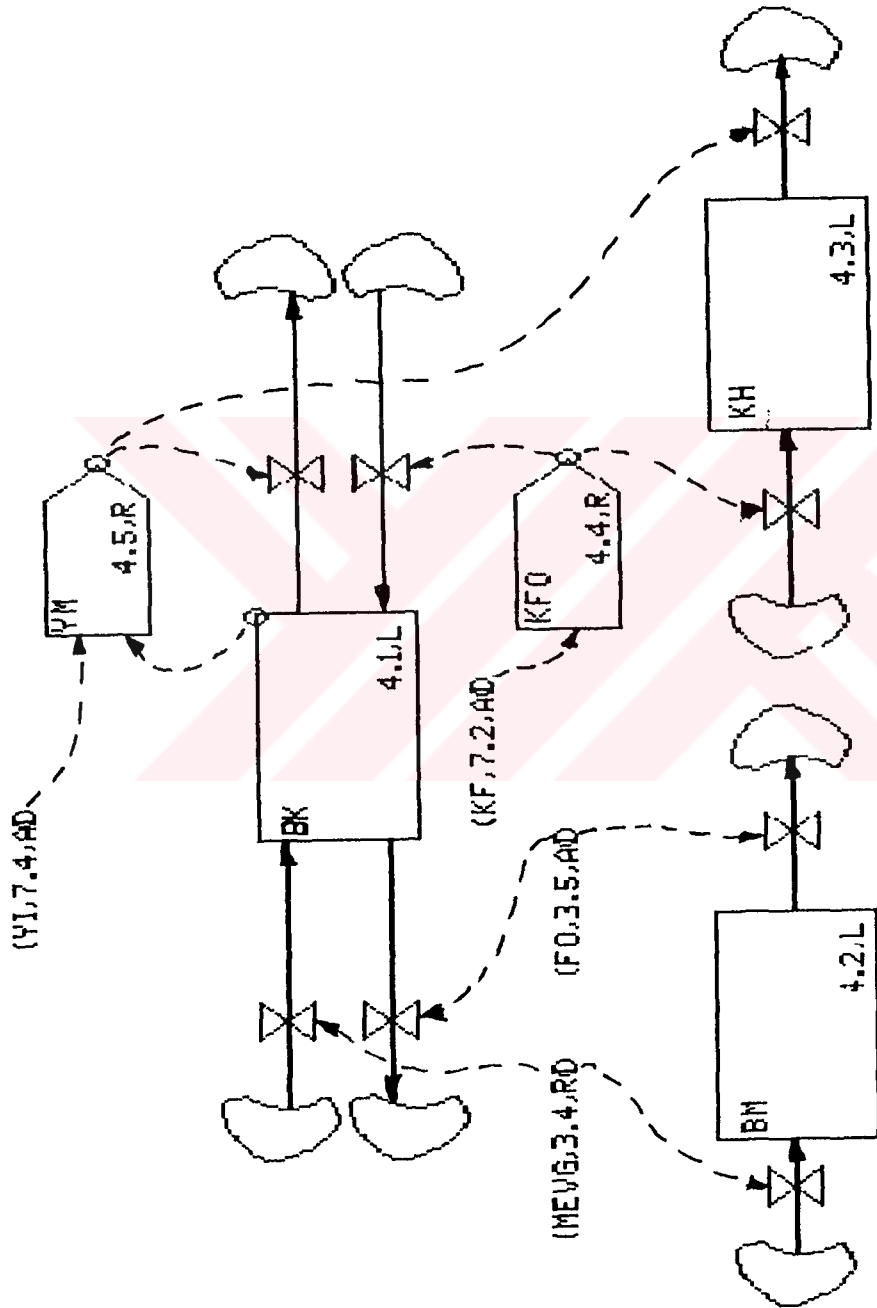 (YI,7.4,AD
YM
4.5,R
BK
4.1,L
(KF,7.2,AD
KFO
4.4,R
(FO,3.5,AD
(MEVG,3.4,RD
BM
4.2,L
KH
4.3,L